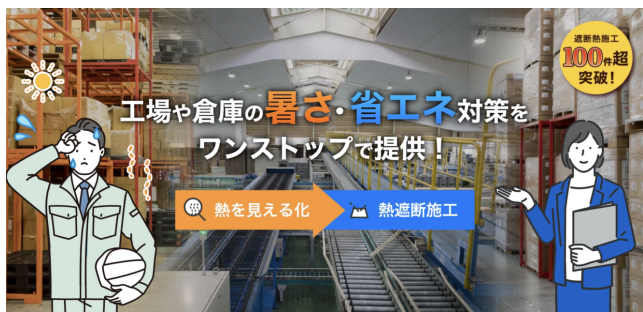 遮断熱施工
100件超
突破！
工場や倉庫の暑さ・省エネ対策を
ワンストップで提供！
熱を見える化
熱遮断施工